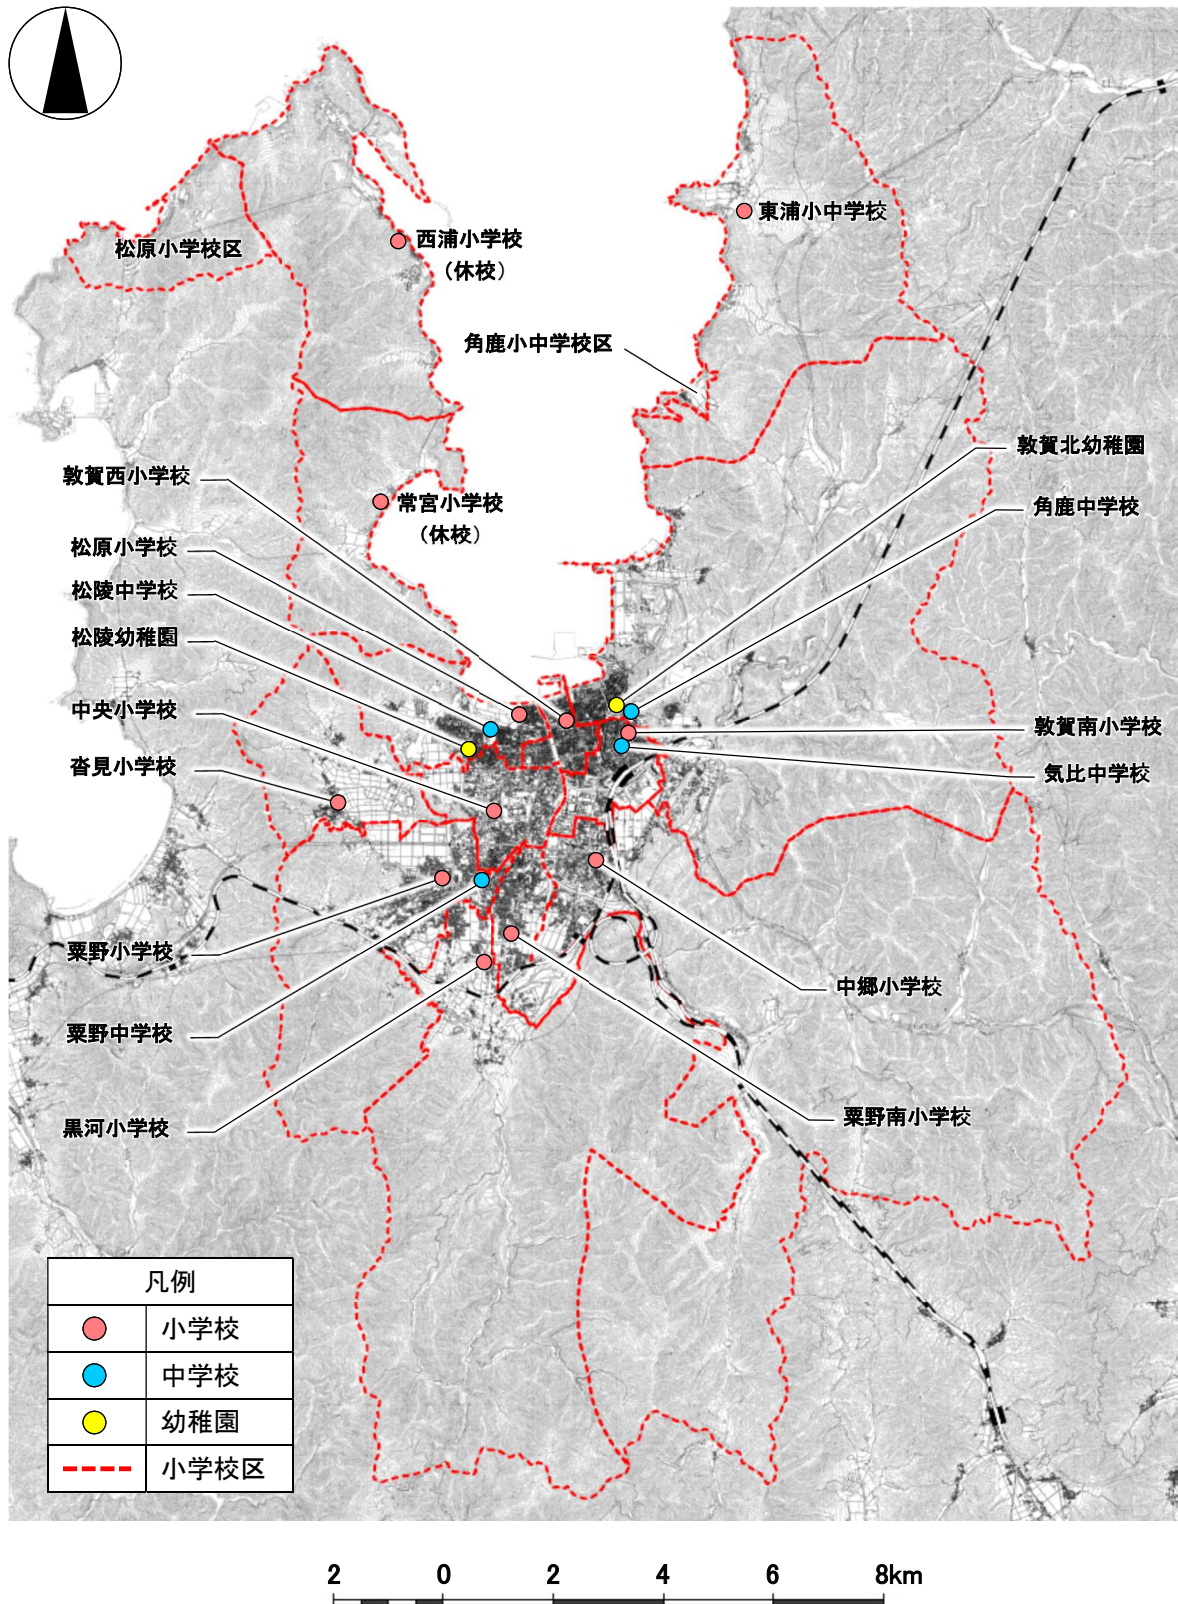 東浦小中学校
松原小学校区
西浦小学校
（休校）
角鹿小中学校区
敦賀北幼稚園
敦賀西小学校
常宮小学校
（休校）
角鹿中学校
松原小学校
松陵中学校
松陵幼稚園
中央小学校
敦賀南小学校
沓見小学校
気比中学校
粟野小学校
中郷小学校
粟野中学校
黒河小学校
粟野南小学校
凡例
小学校
中学校
幼稚園
小学校区
2 0 2 4 6 8km